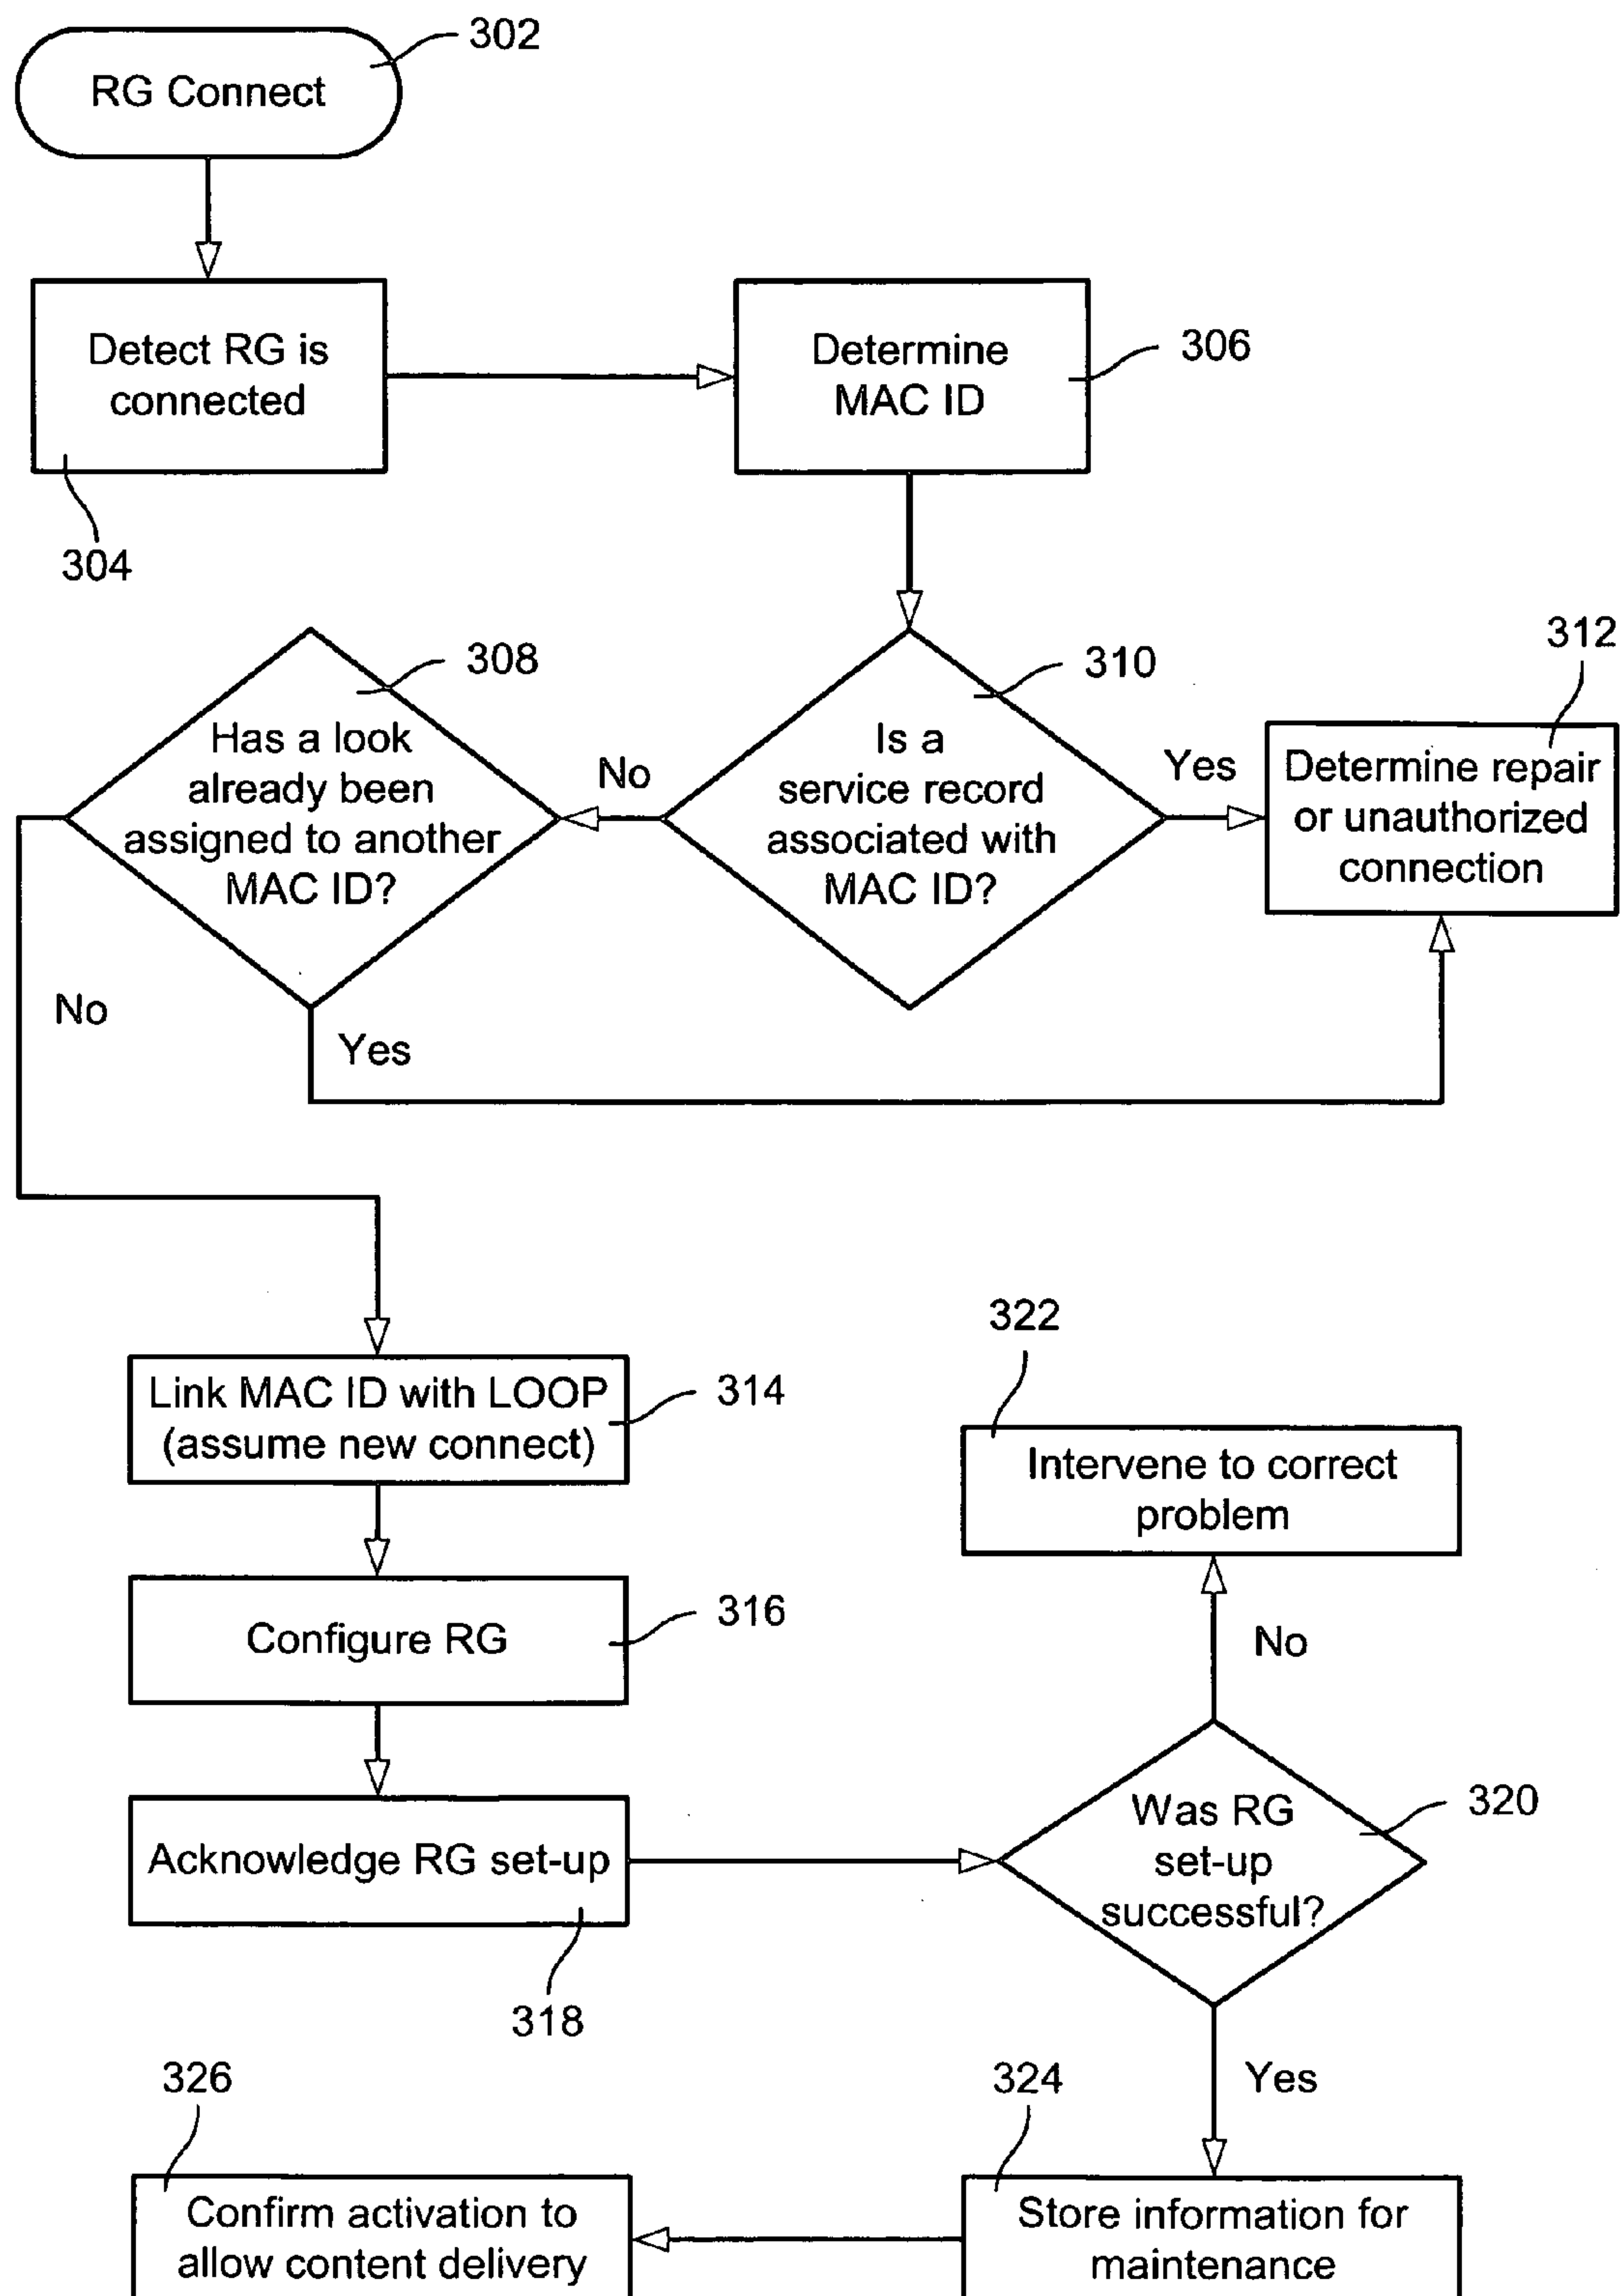 302
RG Connect
Detect RG is
connected
304
Determine
MAC ID
306
308
Has a look
already been
assigned to another
MAC ID?
No
310
Is a
service record
associated with
MAC ID?
Yes
312
Determine repair
or unauthorized
connection
No
Yes
Link MAC ID with LOOP
(assume new connect)
314
Configure RG
316
Acknowledge RG set-up
318
322
Intervene to correct
problem
No
Was RG
set-up
successful?
320
Yes
324
Store information for
maintenance
326
Confirm activation to
allow content delivery